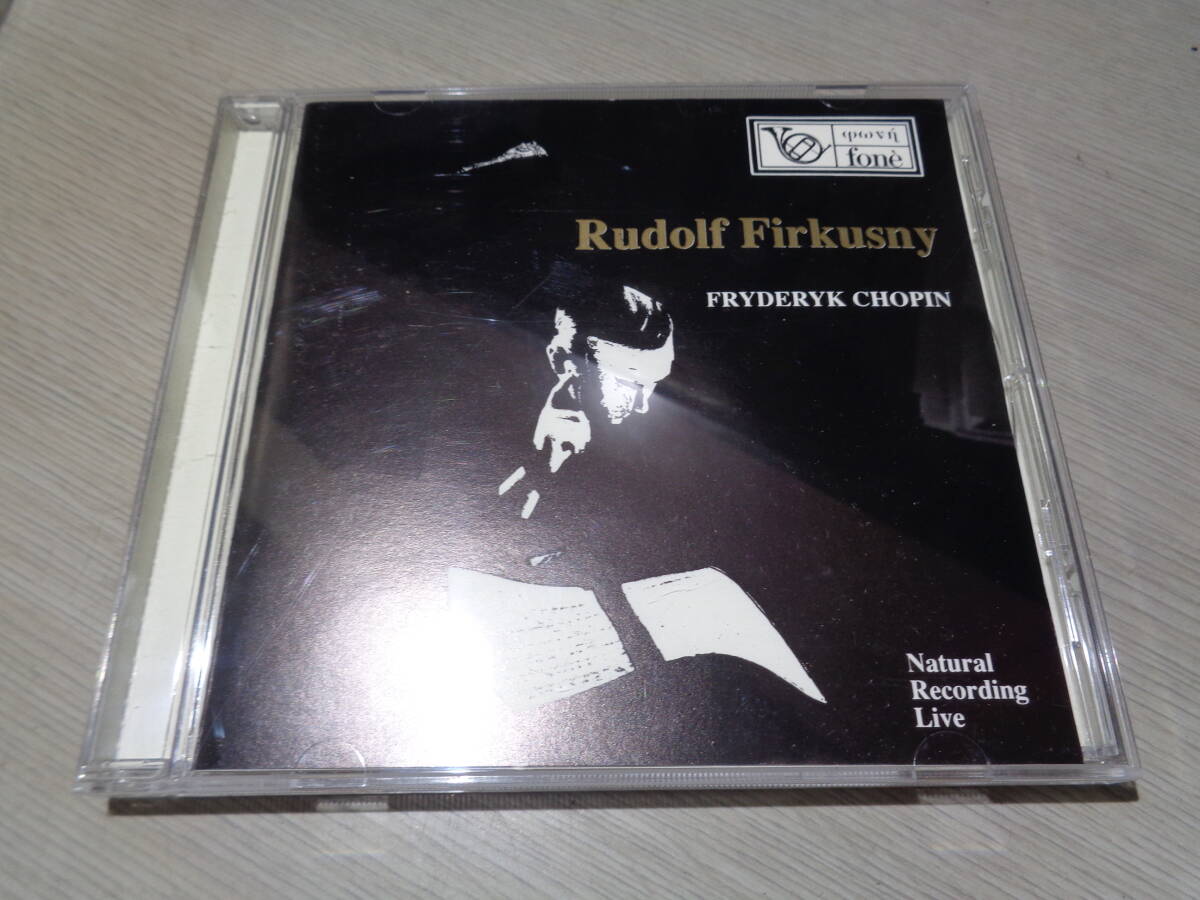 φωνή
fonè
Rudolf Firkusny
FRYDERYK CHOPIN
Natural
Recording
Live